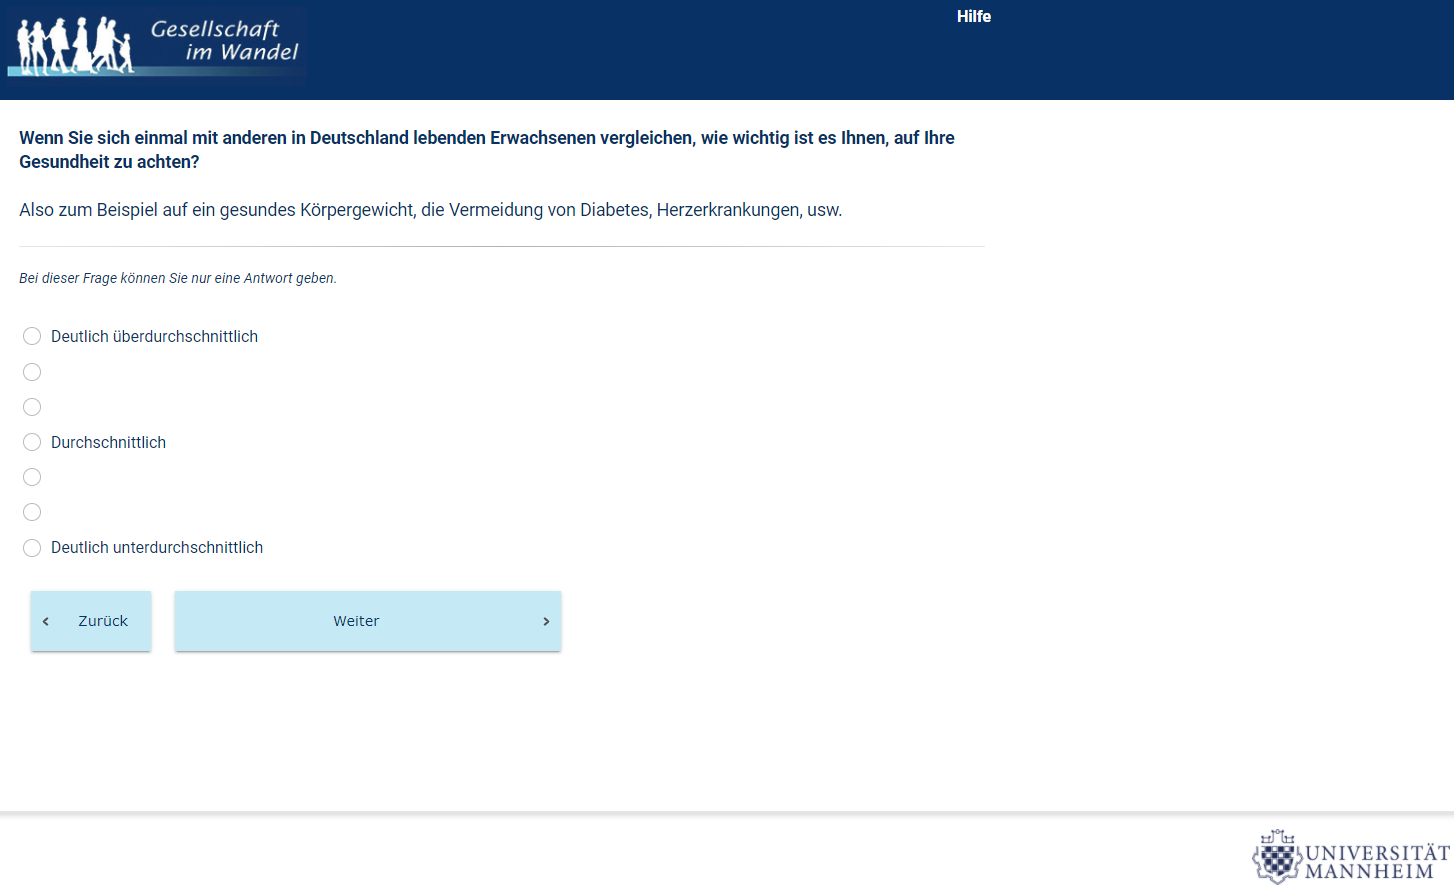 Gesellschaft
im Wandel
Hilfe
Wenn Sie sich einmal mit anderen in Deutschland lebenden Erwachsenen vergleichen, wie wichtig ist es Ihnen, auf Ihre
Gesundheit zu achten?
Also zum Beispiel auf ein gesundes Körpergewicht, die Vermeidung von Diabetes, Herzerkrankungen, usw.
Bei dieser Frage können Sie nur eine Antwort geben.
Deutlich überdurchschnittlich
Durchschnittlich
Deutlich unterdurchschnittlich
Zurück
Weiter
UNIVERSITÄT
MANNHEIM